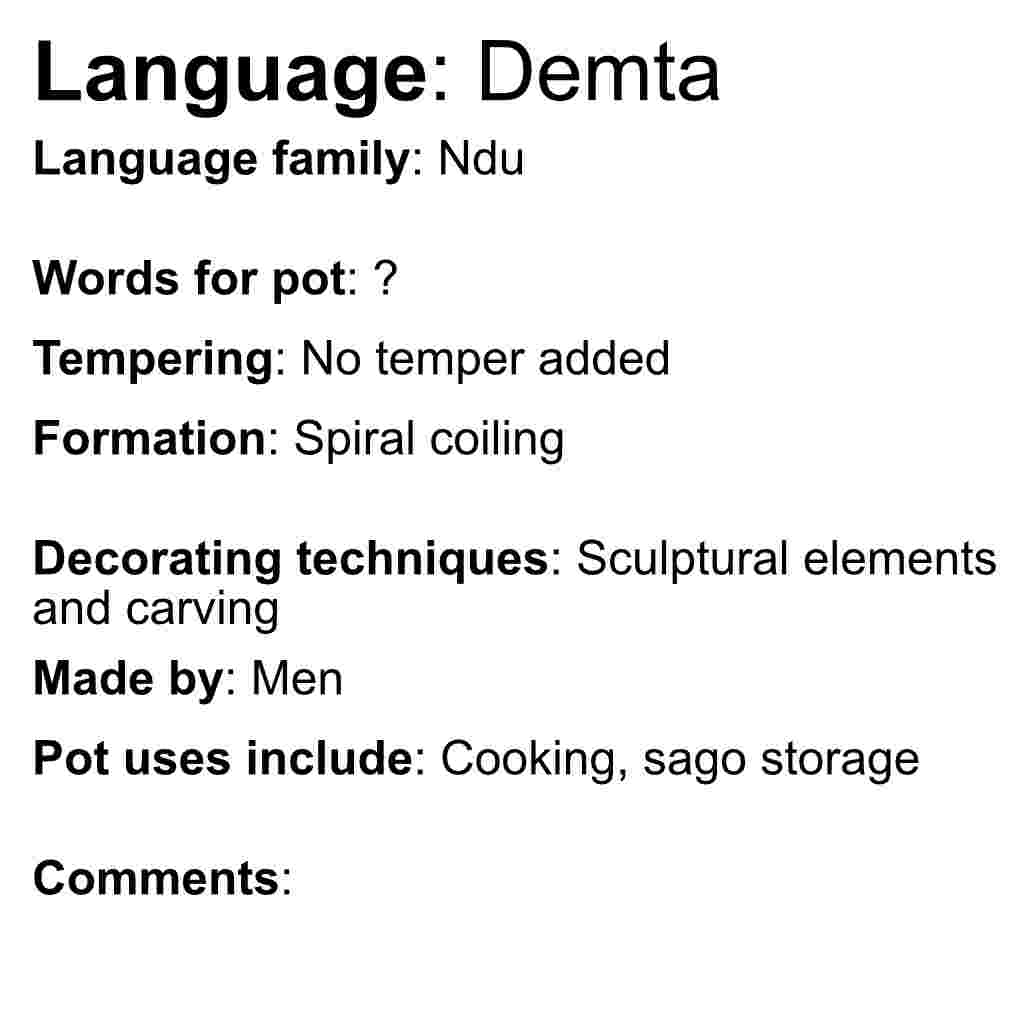 Language: Demta
Language family: Ndu
Words for pot: ?
Tempering: No temper added
Formation: Spiral coiling
Decorating techniques: Sculptural elements
and carving
Made by: Men
Pot uses include: Cooking, sago storage
Comments: